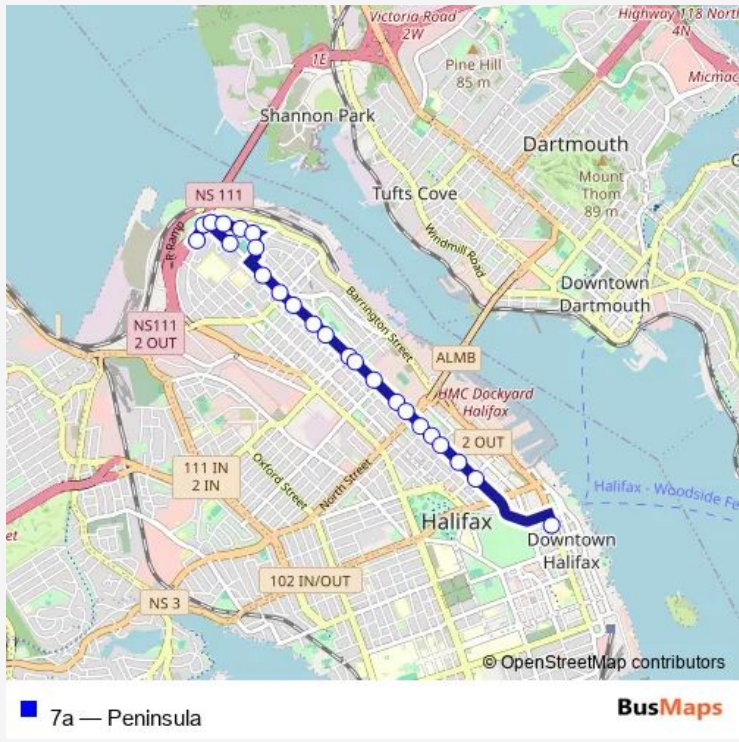 Victoria Road
2W
Highway 118 North
4N
1E
Pine Hill
85 m
Micmac
Shannon Park
Dartmouth
Mount
Thom
89 m
NS 111
Tufts Cove
R Ramp
Windmill Road
Downtown
Dartmouth
Barrington Street
NS111
2 OUT
ALMB
HMC Dockyard
Halifax
2 OUT
111 IN
2 IN
Oxford Street
North Street
Halifax - Woodside Fe
Halifax
Downtown
Halifax
102 IN/OUT
NS 3
© OpenStreetMap contributors
7a — Peninsula
BusMaps